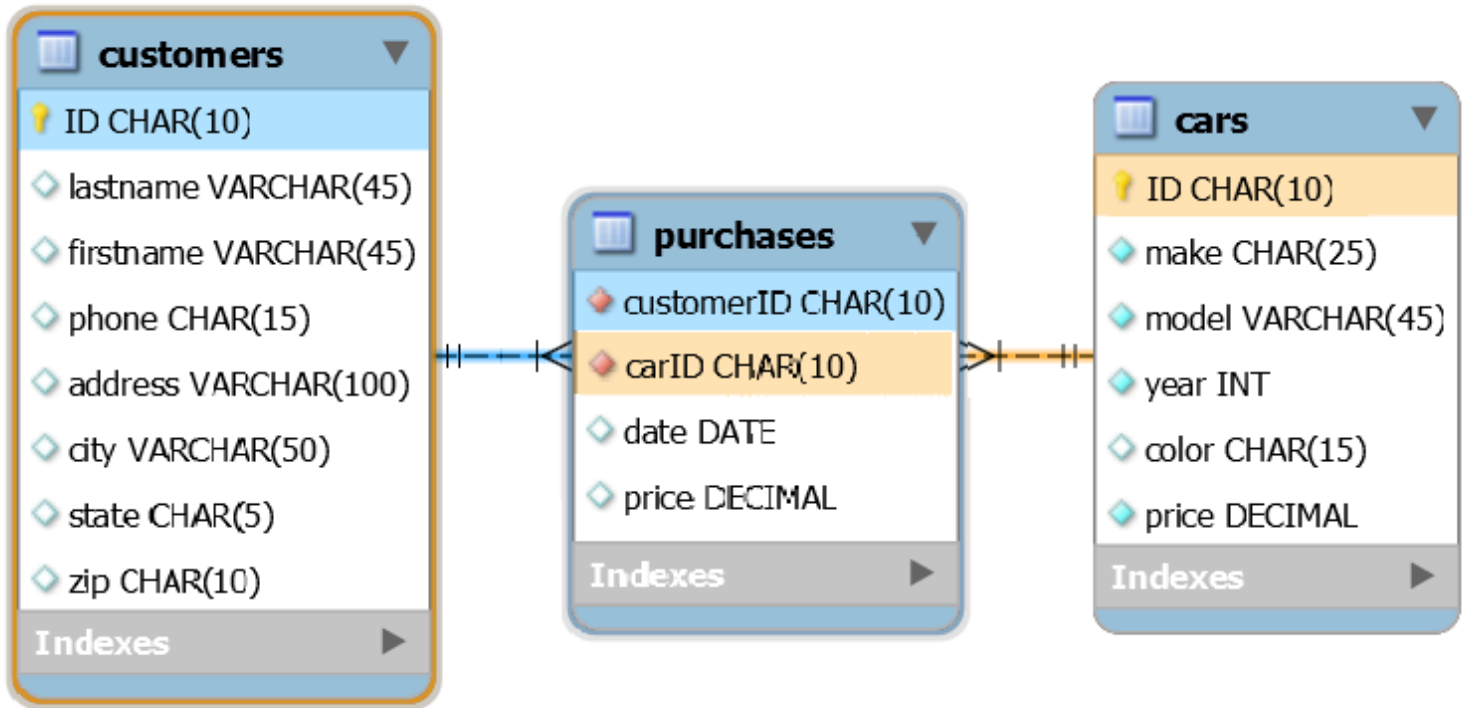 customers
ID CHAR(10)
lastname VARCHAR(45)
firstname VARCHAR(45)
phone CHAR(15)
address VARCHAR(100)
city VARCHAR(50)
state CHAR(5)
zip CHAR(10)
Indexes
purchases
customerID CHAR(10)
carID CHAR(10)
date DATE
price DECIMAL
Indexes
cars
ID CHAR(10)
make CHAR(25)
model VARCHAR(45)
year INT
color CHAR(15)
price DECIMAL
Indexes